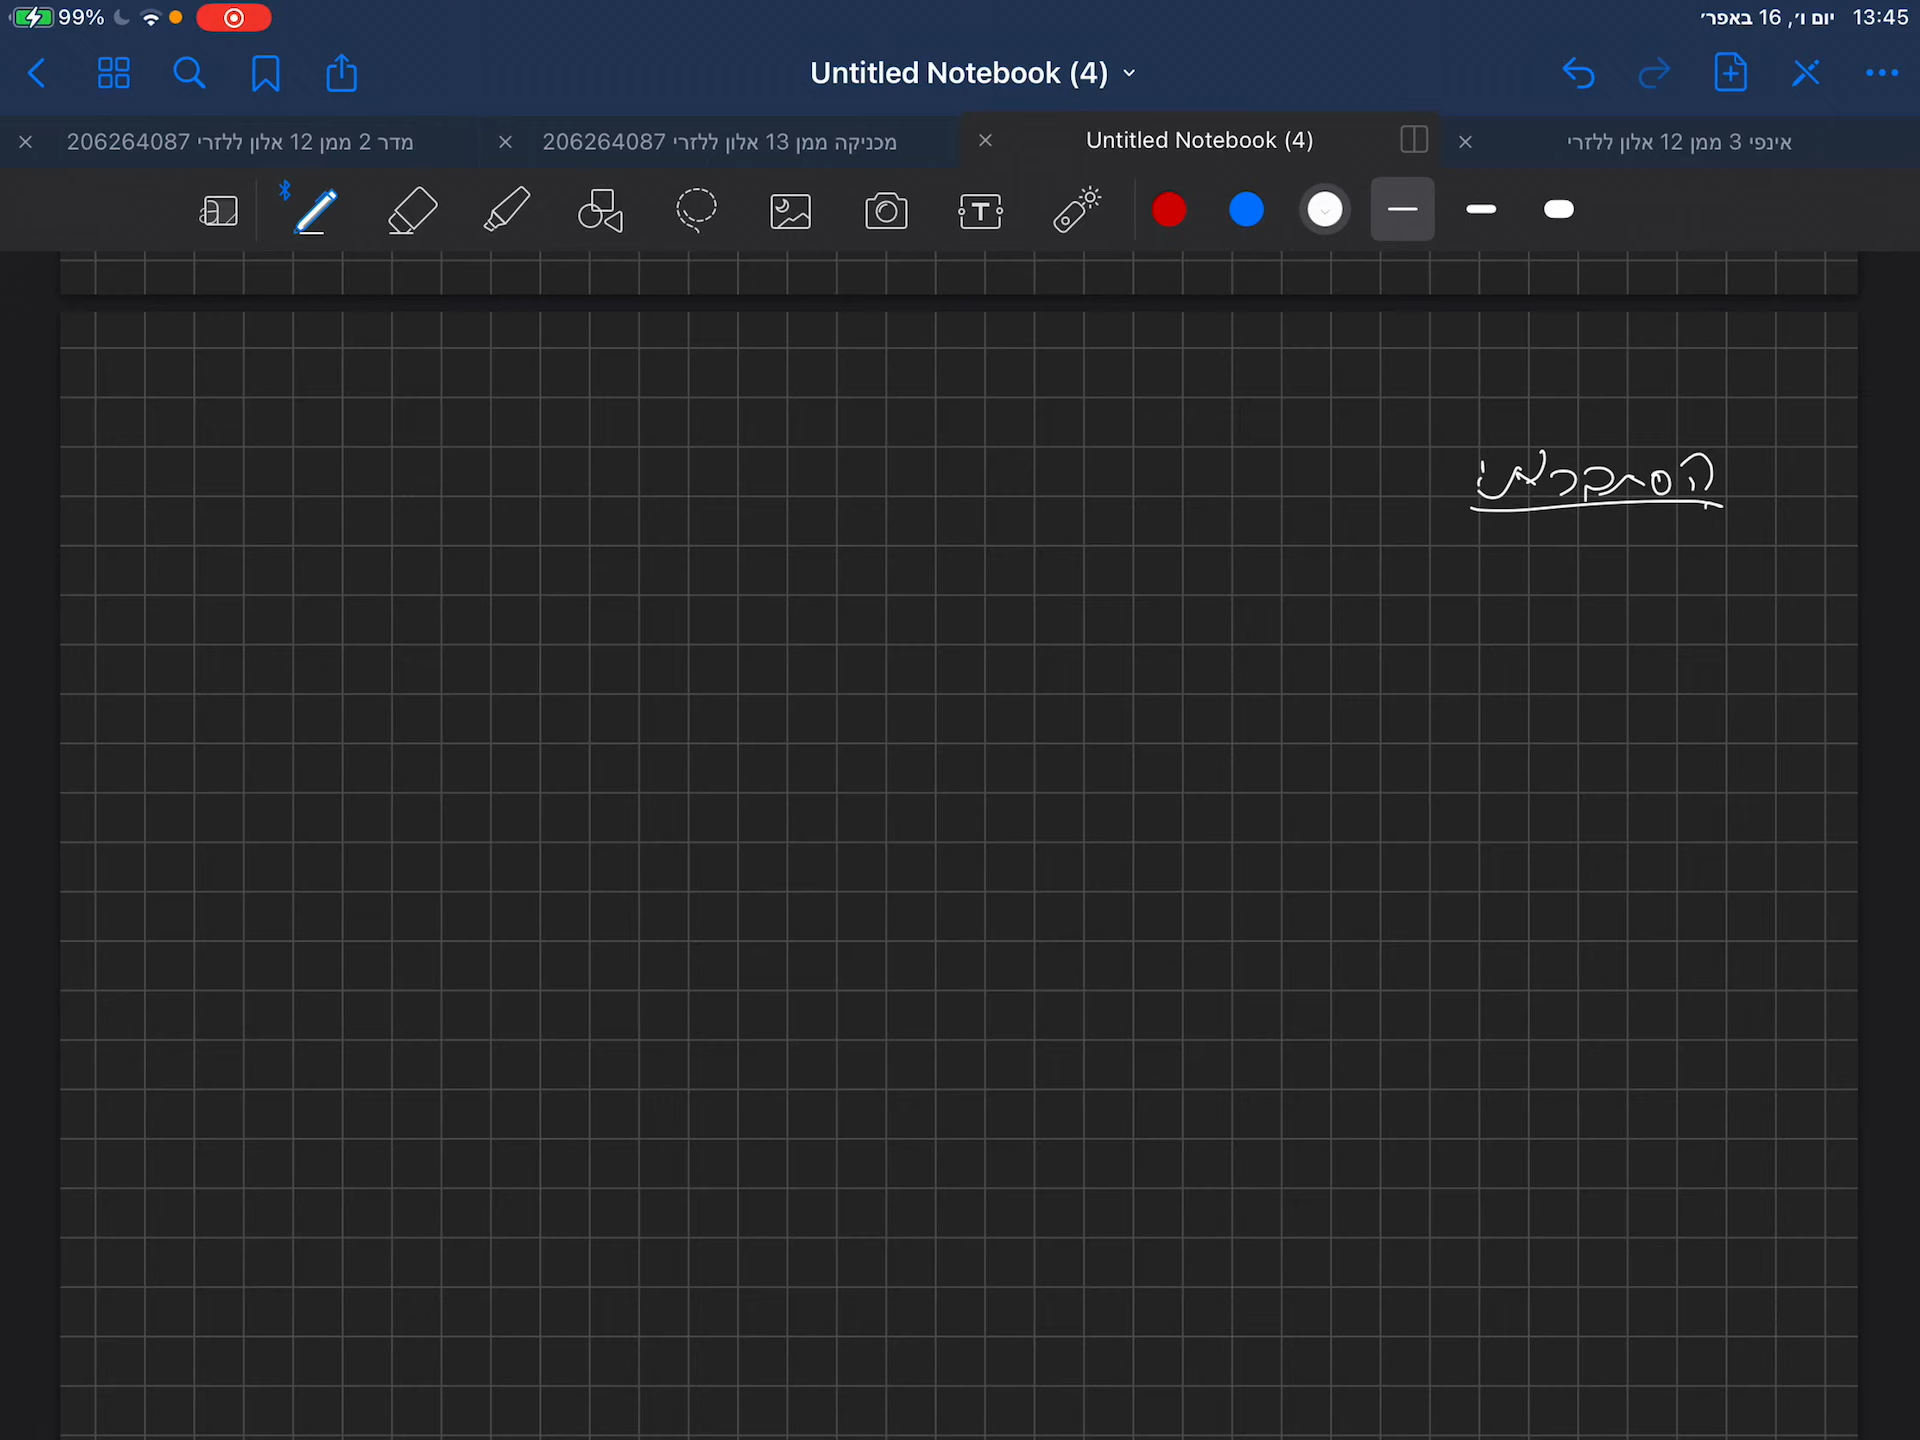 99%
13:45 יום ו׳, 16 באפר׳
Untitled Notebook (4)
מדר 2 ממן 12 אלון ללזרי 206264087
מכניקה ממן 13 אלון ללזרי 206264087
Untitled Notebook (4)
אינפי 3 ממן 12 אלון ללזרי
T